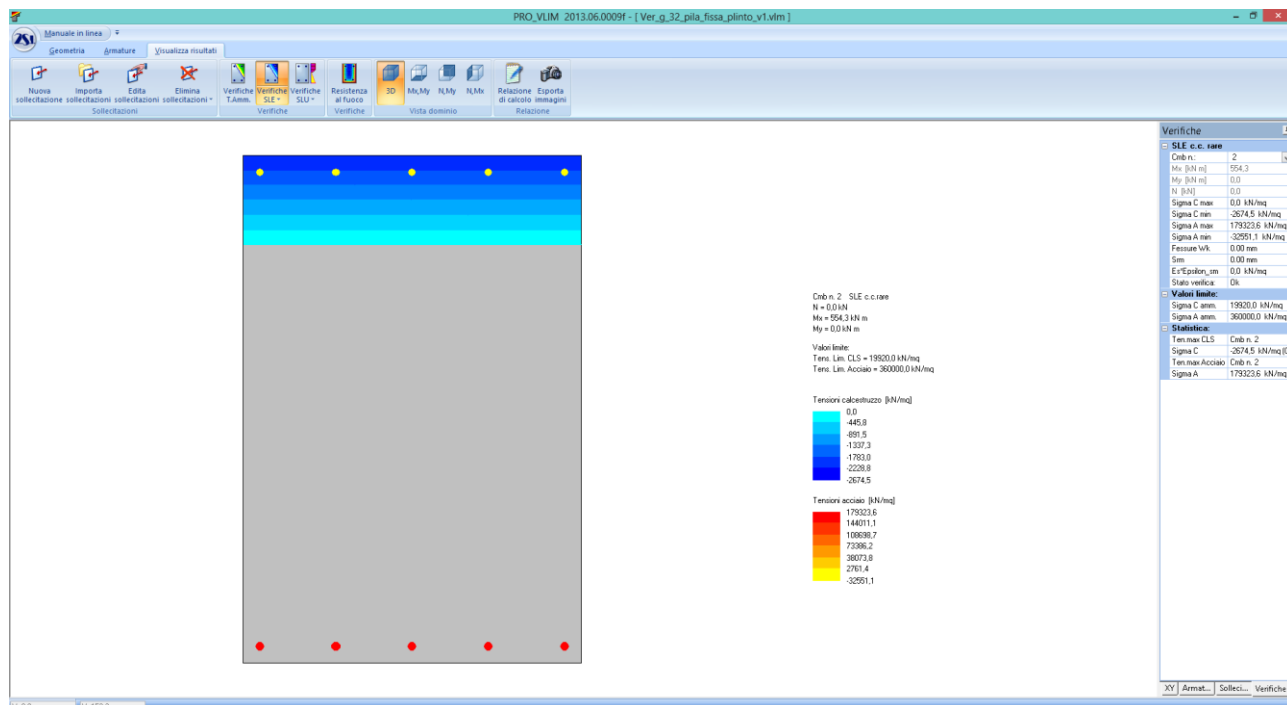 PRO_VLIM 2013.06.0009f - [ Ver_g_32_pila_fissa_plinto_v1.vlm ]
2SI
Manuale in linea
Geometria Armature Visualizza risultati
Nuova sollecitazione
Importa sollecitazioni
Edita sollecitazioni
Elimina sollecitazioni
Verifiche T.Amm.
Verifiche SLE
Verifiche SLU
Resistenza al fuoco
3D
Mx,My
N,My
N,Mx
Relazione di calcolo
Esporta immagini
Sollecitazioni Verifiche Verifiche Vista dominio Relazione
Verifiche
SLE c.c. rare
Cmb n.: 2
Mx [kN m] 554,3
My [kN m] 0,0
N [kN] 0,0
Sigma C max 0,0 kN/mq
Sigma C min -2674,5 kN/mq
Sigma A max 179323,6 kN/mq
Sigma A min -32551,1 kN/mq
Fessure Wk 0.00 mm
Srm 0.00 mm
Es*Epsilon_sm 0,0 kN/mq
Stato verifica: Ok
Valori limite:
Sigma C amm. 19920,0 kN/mq
Sigma A amm. 360000,0 kN/mq
Statistica:
Ten.max CLS Cmb n. 2
Sigma C -2674,5 kN/mq (0
Ten.max Acciaio Cmb n. 2
Sigma A 179323,6 kN/mq
Cmb n. 2 SLE c.c.rare
N = 0,0 kN
Mx = 554,3 kN m
My = 0,0 kN m
Valori limite:
Tens. Lim. CLS = 19920,0 kN/mq
Tens. Lim. Acciaio = 360000,0 kN/mq
Tensioni calcestruzzo [kN/mq]
0,0
-445,8
-891,5
-1337,3
-1783,0
-2228,8
-2674,5
Tensioni acciaio [kN/mq]
179323,6
144011,1
108698,7
73386,2
38073,8
2761,4
-32551,1
XY Armat... Solleci... Verifiche